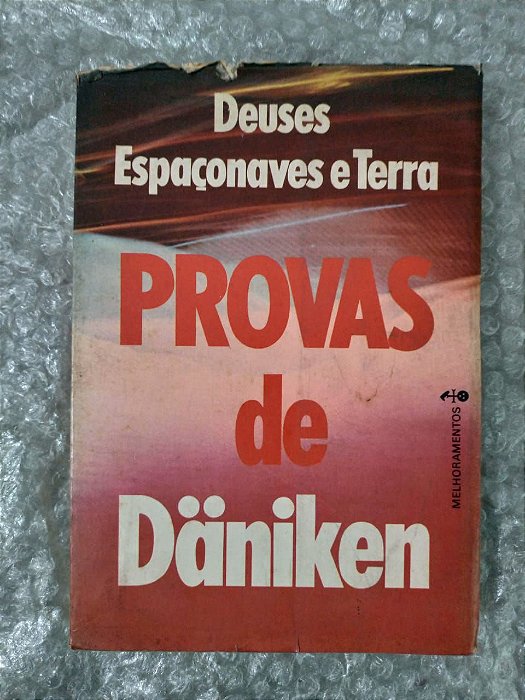 Deuses
Espaçonaves e Terra
PROVAS
de
Däniken
MELHORAMENTOS